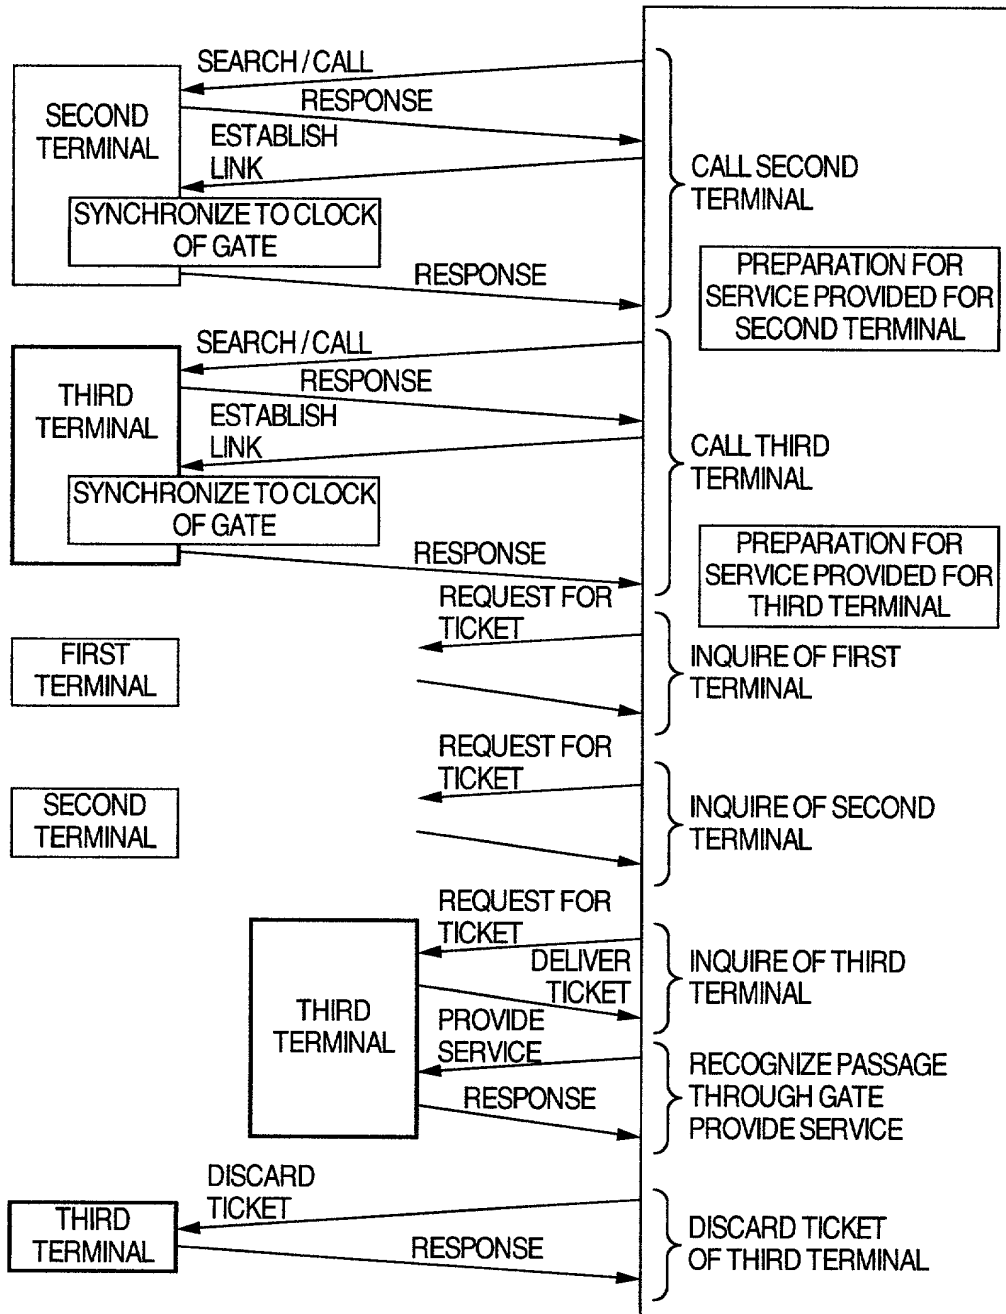 SEARCH / CALL
SECOND
TERMINAL
RESPONSE
ESTABLISH
LINK
SYNCHRONIZE TO CLOCK
OF GATE
RESPONSE
CALL SECOND
TERMINAL
PREPARATION FOR
SERVICE PROVIDED FOR
SECOND TERMINAL
SEARCH / CALL
THIRD
TERMINAL
RESPONSE
ESTABLISH
LINK
SYNCHRONIZE TO CLOCK
OF GATE
RESPONSE
CALL THIRD
TERMINAL
PREPARATION FOR
SERVICE PROVIDED FOR
THIRD TERMINAL
REQUEST FOR
TICKET
FIRST
TERMINAL
INQUIRE OF FIRST
TERMINAL
REQUEST FOR
TICKET
SECOND
TERMINAL
INQUIRE OF SECOND
TERMINAL
REQUEST FOR
TICKET
DELIVER
TICKET
INQUIRE OF THIRD
TERMINAL
THIRD
TERMINAL
PROVIDE
SERVICE
RESPONSE
RECOGNIZE PASSAGE
THROUGH GATE
PROVIDE SERVICE
DISCARD
TICKET
THIRD
TERMINAL
RESPONSE
DISCARD TICKET
OF THIRD TERMINAL